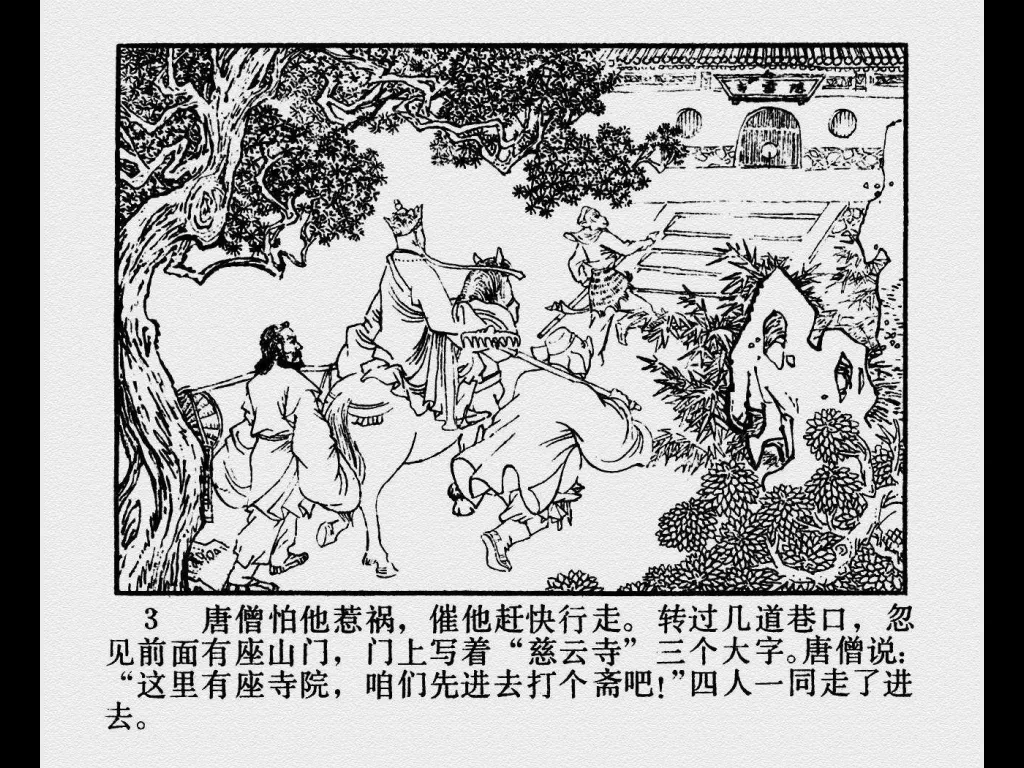 慈雲寺
3 唐僧怕他惹祸，催他赶快行走。转过几道巷口，忽
见前面有座山门，门上写着“慈云寺”三个大字。唐僧说：
“这里有座寺院，咱们先进去打个斋吧！”四人一同走了进
去。